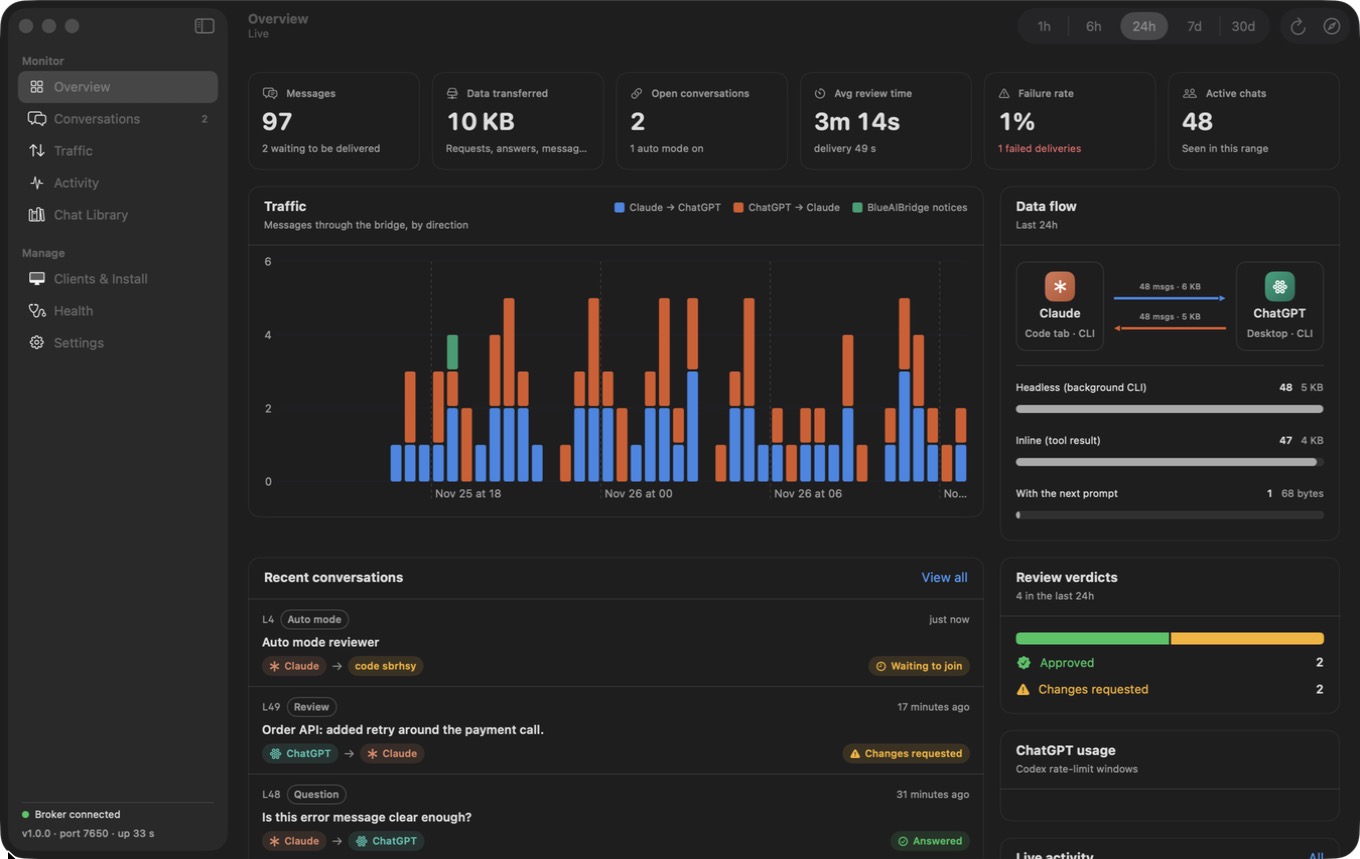 Overview
Live
1h 6h 24h 7d 30d
Monitor
Overview
Conversations 2
Traffic
Activity
Chat Library
Manage
Clients & Install
Health
Settings
Broker connected
v1.0.0 · port 7650 · up 33 s
Messages
97
2 waiting to be delivered
Data transferred
10 KB
Requests, answers, messag...
Open conversations
2
1 auto mode on
Avg review time
3m 14s
delivery 49 s
Failure rate
1%
1 failed deliveries
Active chats
48
Seen in this range
Traffic
Messages through the bridge, by direction
Claude → ChatGPT ChatGPT → Claude BlueAIBridge notices
6
4
2
0
Nov 25 at 18 Nov 26 at 00 Nov 26 at 06 No...
Data flow
Last 24h
Claude
Code tab · CLI
48 msgs · 6 KB
48 msgs · 5 KB
ChatGPT
Desktop · CLI
Headless (background CLI) 48 5 KB
Inline (tool result) 47 4 KB
With the next prompt 1 68 bytes
Recent conversations View all
L4 Auto mode just now
Auto mode reviewer
Claude → code sbrhsy Waiting to join
L49 Review 17 minutes ago
Order API: added retry around the payment call.
ChatGPT → Claude Changes requested
L48 Question 31 minutes ago
Is this error message clear enough?
Claude → ChatGPT Answered
Review verdicts
4 in the last 24h
Approved 2
Changes requested 2
ChatGPT usage
Codex rate-limit windows
Live activity All